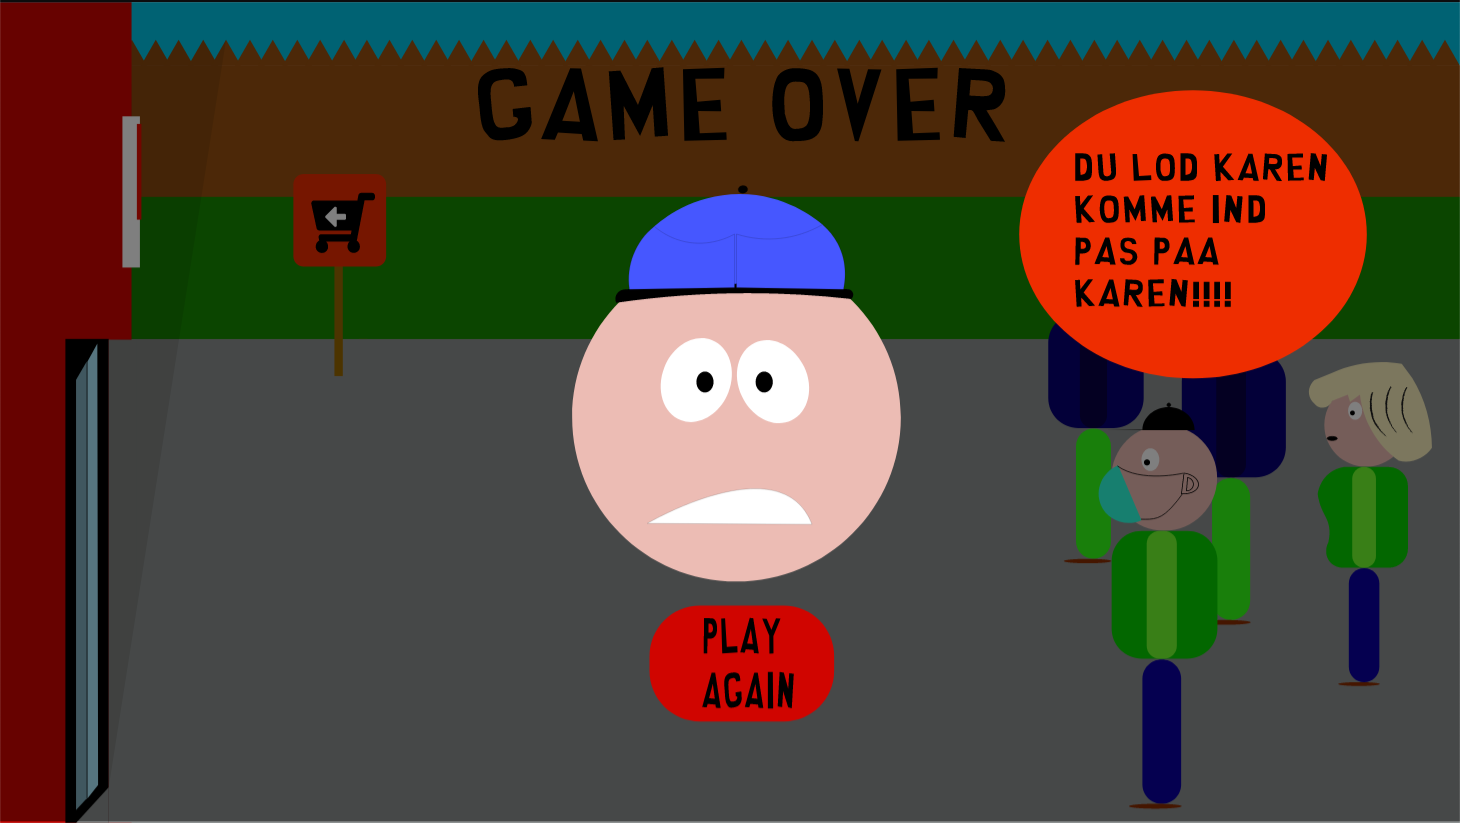 GAME OVER
DU LOD KAREN
KOMME IND
PAS PAA
KAREN!!!!
PLAY
AGAIN